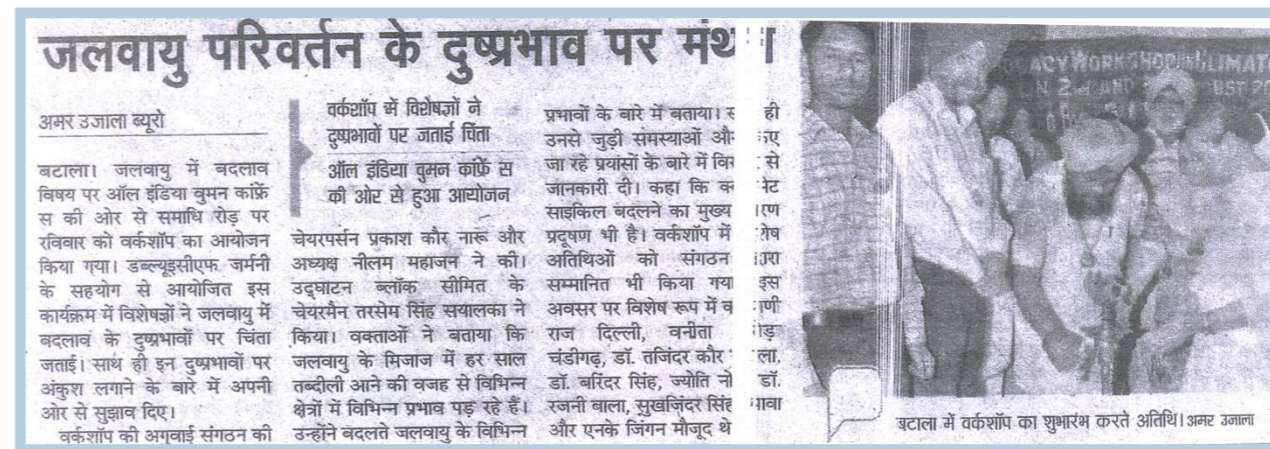 जलवायु परिवर्तन के दुष्प्रभाव पर
अमर उजाला ब्यूरो
बटाला। जलवायु में बदलाव
विषय पर ऑल इंडिया वुमन कांफ्रें
स की ओर से समाधि रोड़ पर
रविवार को वर्कशॉप का आयोजन
किया गया। डब्ल्यूइसीएफ जर्मनी
के सहयोग से आयोजित इस
कार्यक्रम में विशेषज्ञों ने जलवायु में
बदलाव के दुष्प्रभावों पर चिंता
जताई। साथ ही इन दुष्प्रभावों पर
अंकुश लगाने के बारे में अपनी
ओर से सुझाव दिए।
वर्कशॉप की अगुवाई संगठन की
वर्कशॉप में विशेषज्ञों ने
दुष्प्रभावों पर जताई चिंता
ऑल इंडिया वुमन कांफ्रें स
की ओर से हुआ आयोजन
चेयरपर्सन प्रकाश कौर नारू और
अध्यक्ष नीलम महाजन ने की।
उद्घाटन ब्लॉक सीमित के
चेयरमैन तरसेम सिंह सयालका ने
किया। वक्ताओं ने बताया कि
जलवायु के मिजाज में हर साल
तब्दीली आने की वजह से विभिन्न
क्षेत्रों में विभिन्न प्रभाव पड़ रहे हैं।
उन्होंने बदलते जलवायु के विभिन्न
प्रभावों के बारे में बताया। ही
उनसे जुड़ी समस्याओं
जा रहे प्रयांसों के बारे में से
जानकारी दी। कहा कि
साइकिल बदलने का मुख्य
प्रदूषण भी है। वर्कशॉप में
अतिथिओं को संगठन
सम्मानित भी किया गया इस
अवसर पर विशेष रूप में
राज दिल्ली, वनीता
चंडीगढ़, डॉ. तजिंदर कौर
डॉ. बरिंदर सिंह, ज्योति डॉ.
रजनी बाला, सुखजिंदर सिंह
और एनके जिंगन मौजूद थे
WORKSHOP
बटाला में वर्कशॉप का शुभारंभ करते अतिथि। अमर उजाला